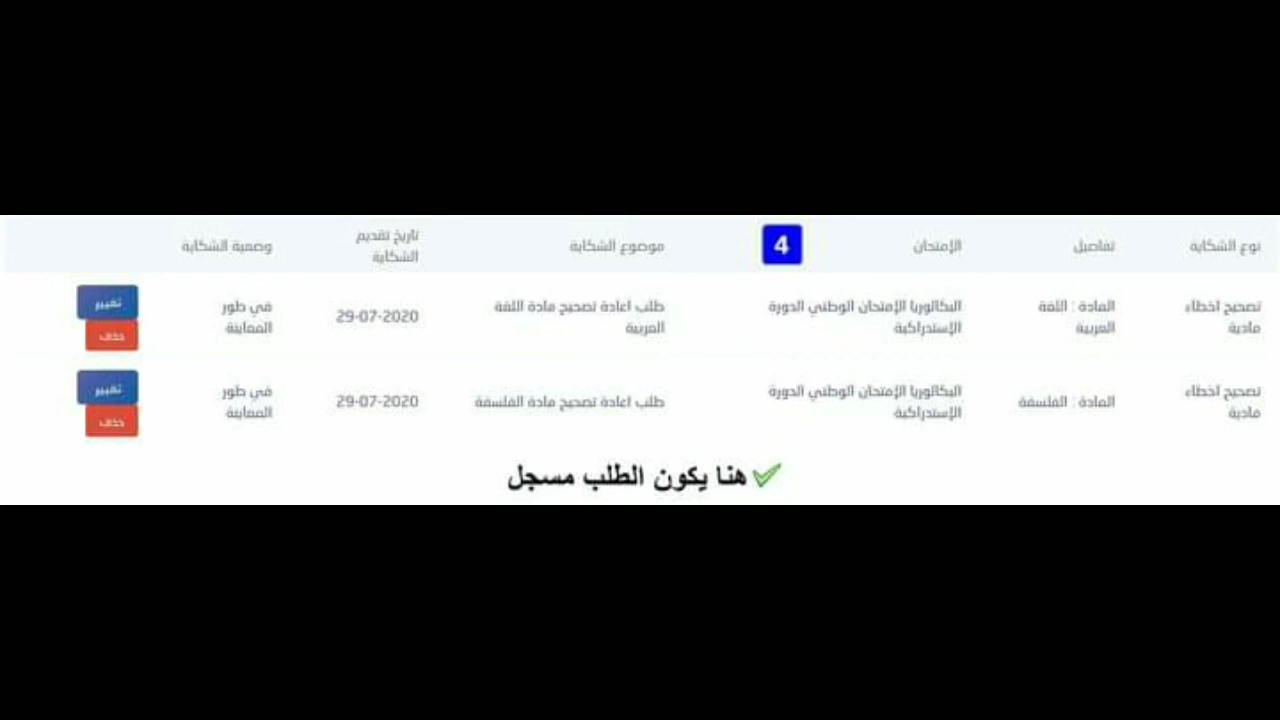 نوع الشكاية تفاصيل الإمتحان 4 موضوع الشكاية تاريخ تقديم الشكاية وضعية الشكاية
تصحيح اخطاء مادية المادة : اللغة العربية البكالوريا الإمتحان الوطني الدورة الإستدراكية طلب اعادة تصحيح مادة اللغة العربية 29-07-2020 في طور المعاينة تغيير حذف
تصحيح اخطاء مادية المادة : الفلسفة البكالوريا الإمتحان الوطني الدورة الإستدراكية طلب اعادة تصحيح مادة الفلسفة 29-07-2020 في طور المعاينة تغيير حذف
هنا يكون الطلب مسجل